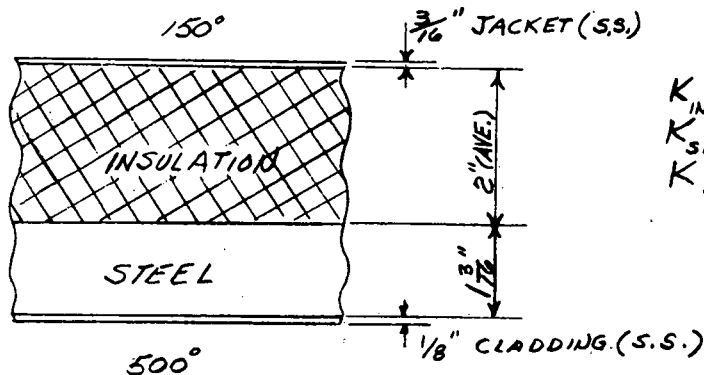 150°
3/16" JACKET (S.S.)
K
K
K
INSULATION
2" (AVE.)
STEEL
1 3/16"
1/8" CLADDING. (S.S.)
500°